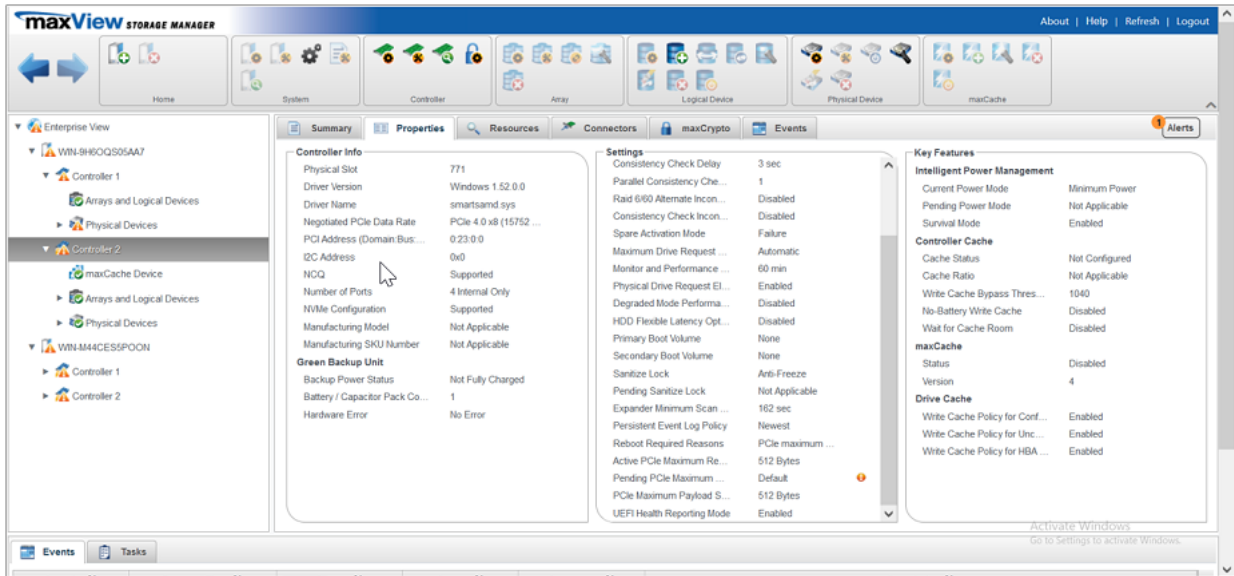 maxView STORAGE MANAGER
About | Help | Refresh | Logout
Home
System
Controller
Array
Logical Device
Physical Device
maxCache
Enterprise View
WIN-9H6OQS05AA7
Controller 1
Arrays and Logical Devices
Physical Devices
Controller 2
maxCache Device
Arrays and Logical Devices
Physical Devices
WIN-M44CES5POON
Controller 1
Controller 2
Summary
Properties
Resources
Connectors
maxCrypto
Events
1
Alerts
Controller Info
Physical Slot 771
Driver Version Windows 1.52.0.0
Driver Name smartsamd.sys
Negotiated PCIe Data Rate PCIe 4.0 x8 (15752 ...
PCI Address (Domain:Bus:... 0:23:0:0
I2C Address 0x0
NCQ Supported
Number of Ports 4 Internal Only
NVMe Configuration Supported
Manufacturing Model Not Applicable
Manufacturing SKU Number Not Applicable
Green Backup Unit
Backup Power Status Not Fully Charged
Battery / Capacitor Pack Co... 1
Hardware Error No Error
Settings
Consistency Check Delay 3 sec
Parallel Consistency Che... 1
Raid 6/60 Alternate Incon... Disabled
Consistency Check Incon... Disabled
Spare Activation Mode Failure
Maximum Drive Request ... Automatic
Monitor and Performance ... 60 min
Physical Drive Request El... Enabled
Degraded Mode Performa... Disabled
HDD Flexible Latency Opt... Disabled
Primary Boot Volume None
Secondary Boot Volume None
Sanitize Lock Anti-Freeze
Pending Sanitize Lock Not Applicable
Expander Minimum Scan ... 162 sec
Persistent Event Log Policy Newest
Reboot Required Reasons PCIe maximum ...
Active PCIe Maximum Re... 512 Bytes
Pending PCIe Maximum ... Default
PCIe Maximum Payload S... 512 Bytes
UEFI Health Reporting Mode Enabled
Key Features
Intelligent Power Management
Current Power Mode Minimum Power
Pending Power Mode Not Applicable
Survival Mode Enabled
Controller Cache
Cache Status Not Configured
Cache Ratio Not Applicable
Write Cache Bypass Thres... 1040
No-Battery Write Cache Disabled
Wait for Cache Room Disabled
maxCache
Status Disabled
Version 4
Drive Cache
Write Cache Policy for Conf... Enabled
Write Cache Policy for Unc... Enabled
Write Cache Policy for HBA ... Enabled
Activate Windows
Go to Settings to activate Windows.
Events
Tasks